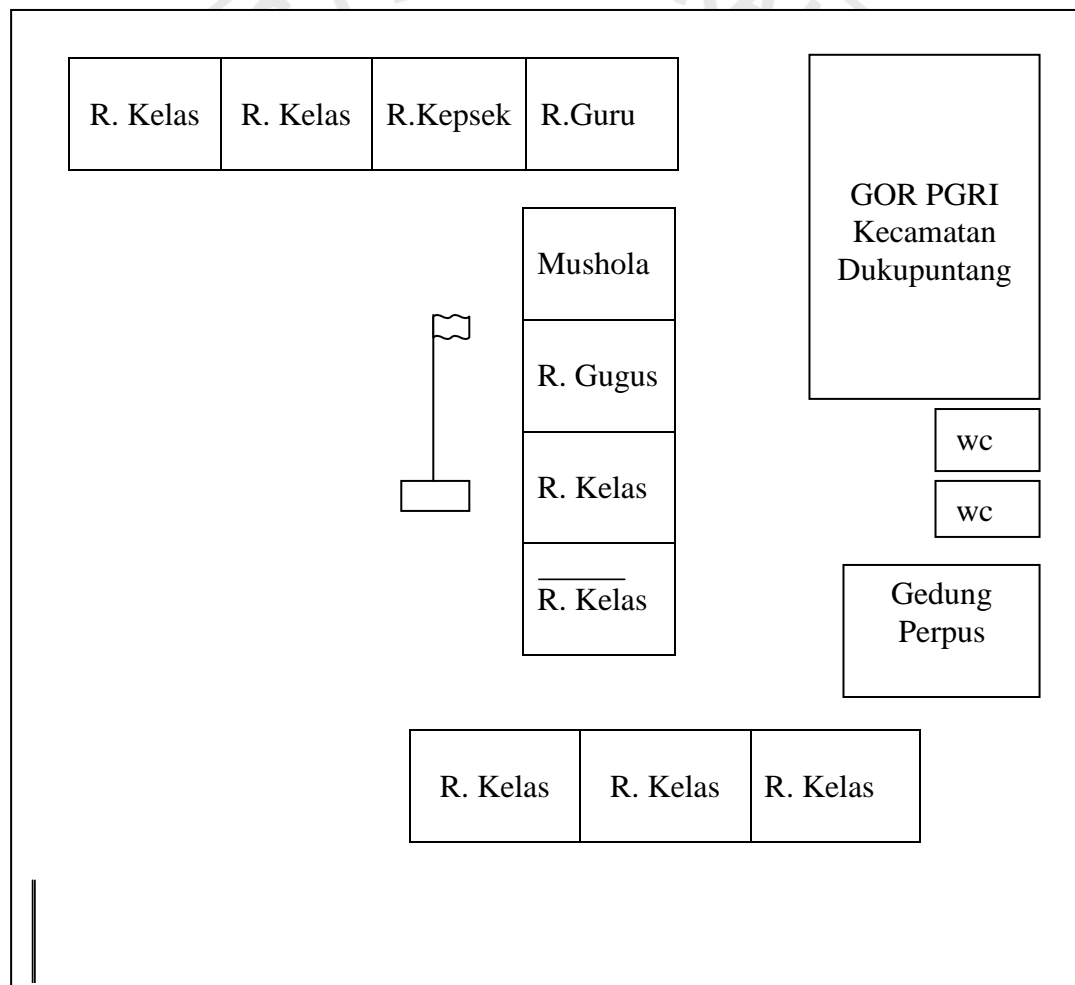 R. Kelas
R. Kelas
R.Kepsek
R.Guru
GOR PGRI
Kecamatan
Dukupuntang
Mushola
R. Gugus
R. Kelas
R. Kelas
wc
wc
Gedung
Perpus
R. Kelas
R. Kelas
R. Kelas